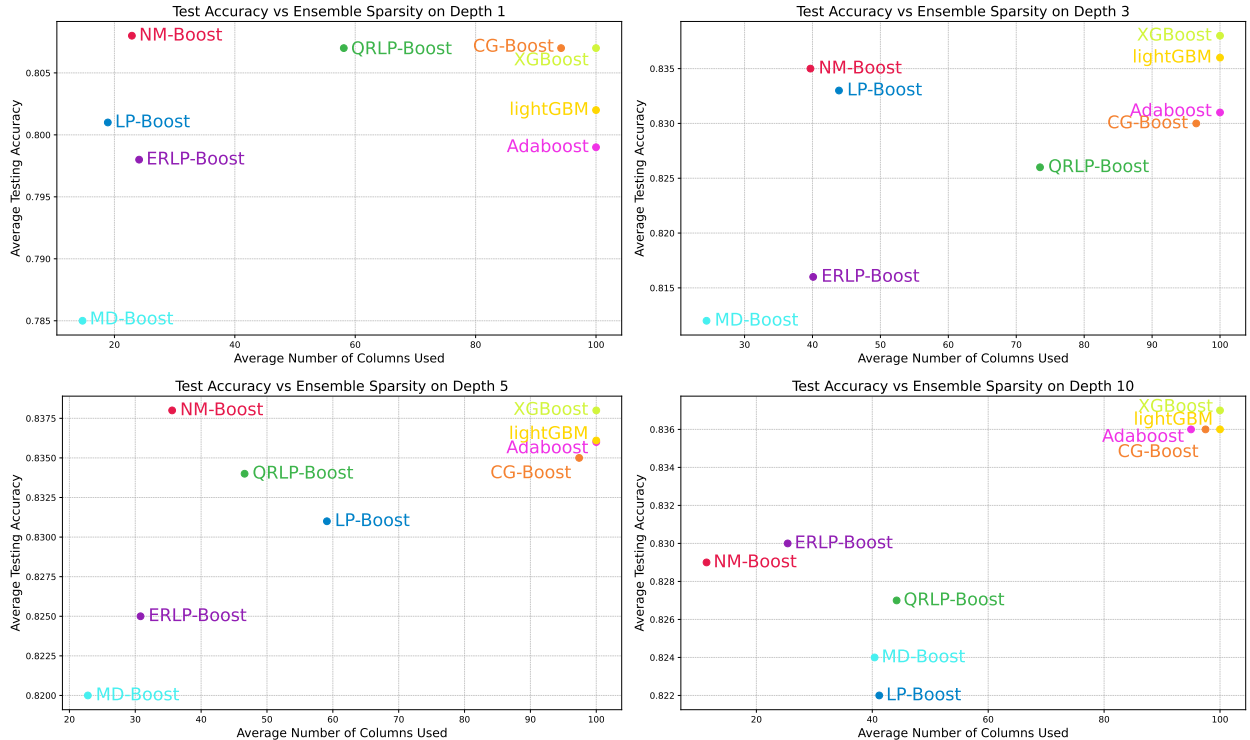 Test Accuracy vs Ensemble Sparsity on Depth 1
Average Testing Accuracy
0.805
0.800
0.795
0.790
0.785
NM-Boost
QRLP-Boost
CG-Boost
XGBoost
lightGBM
LP-Boost
Adaboost
ERLP-Boost
MD-Boost
20
40
60
80
100
Average Number of Columns Used
Test Accuracy vs Ensemble Sparsity on Depth 3
Average Testing Accuracy
0.835
0.830
0.825
0.820
0.815
XGBoost
lightGBM
NM-Boost
LP-Boost
Adaboost
CG-Boost
QRLP-Boost
ERLP-Boost
MD-Boost
30
40
50
60
70
80
90
100
Average Number of Columns Used
Test Accuracy vs Ensemble Sparsity on Depth 5
Average Testing Accuracy
0.8375
0.8350
0.8325
0.8300
0.8275
0.8250
0.8225
0.8200
NM-Boost
XGBoost
lightGBM
Adaboost
CG-Boost
QRLP-Boost
LP-Boost
ERLP-Boost
MD-Boost
20
30
40
50
60
70
80
90
100
Average Number of Columns Used
Test Accuracy vs Ensemble Sparsity on Depth 10
Average Testing Accuracy
0.836
0.834
0.832
0.830
0.828
0.826
0.824
0.822
XGBoost
lightGBM
Adaboost
CG-Boost
ERLP-Boost
NM-Boost
QRLP-Boost
MD-Boost
LP-Boost
20
40
60
80
100
Average Number of Columns Used